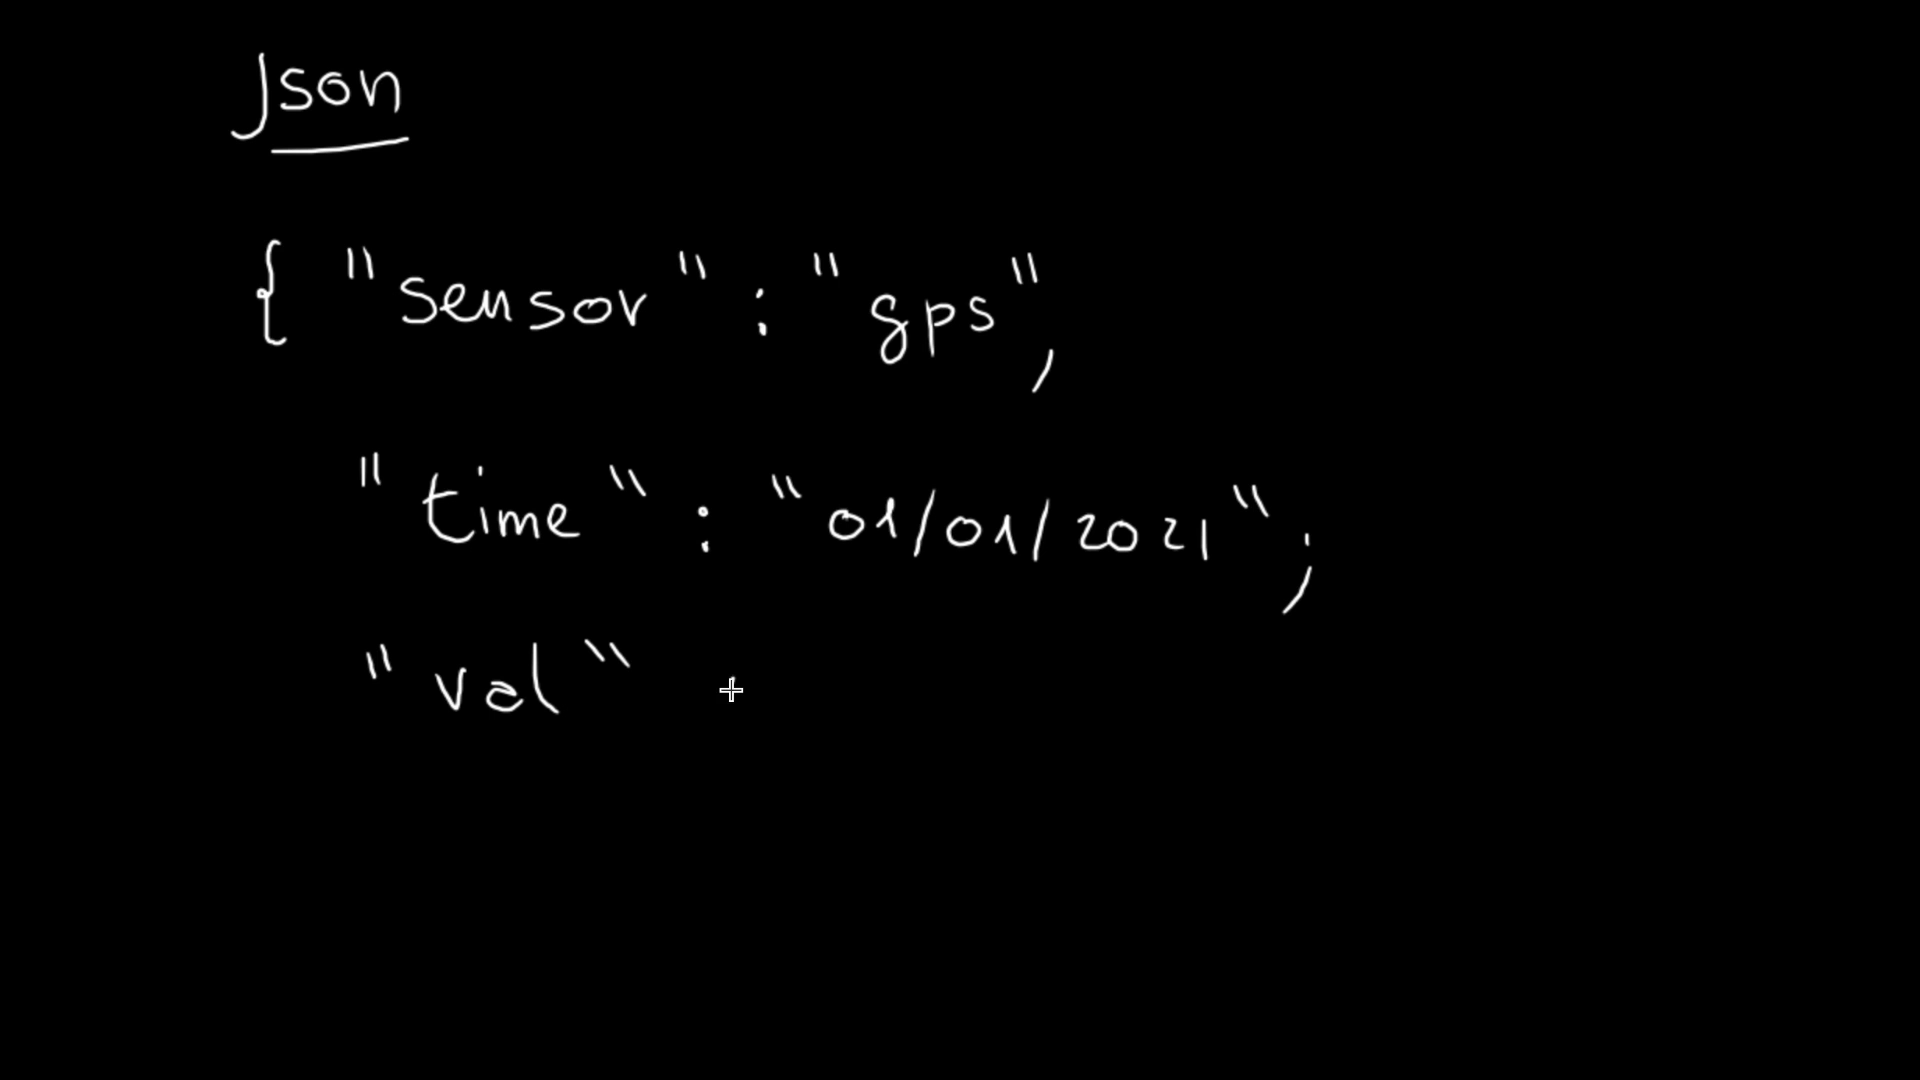 Json
{ "sensor" : "gps",
"time" : "01/01/2021";
"val"